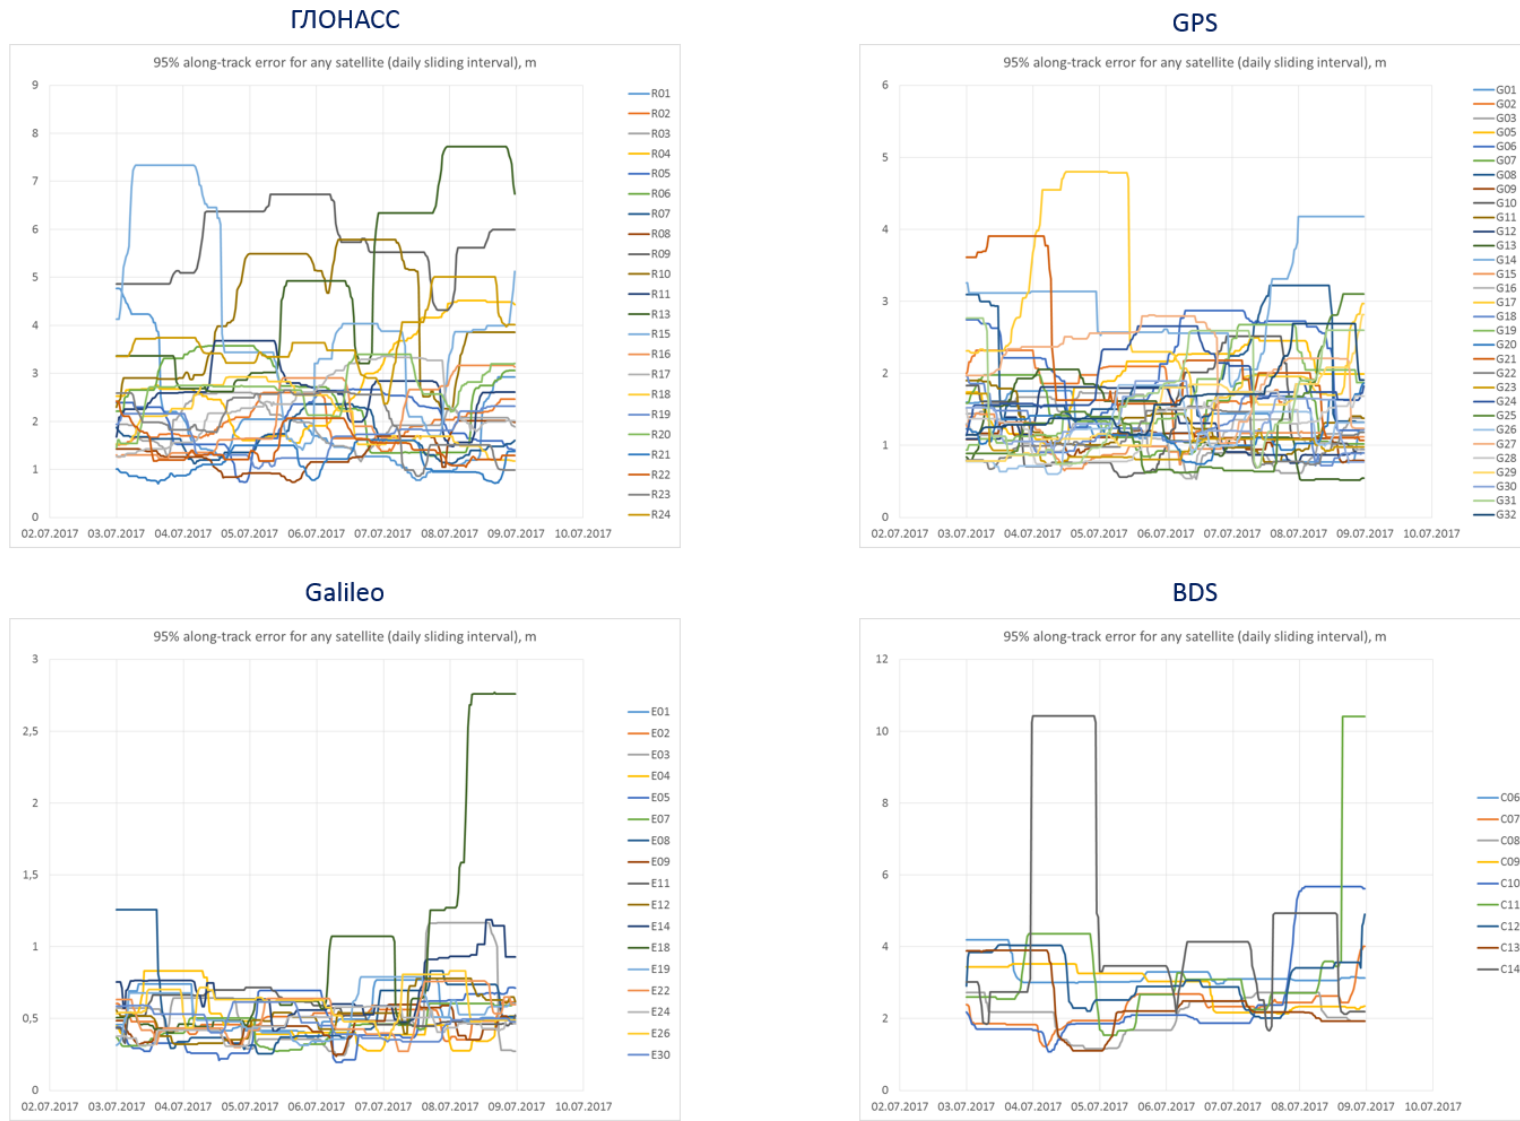 ГЛОНАСС
95% along-track error for any satellite (daily sliding interval), m
9
8
7
6
5
4
3
2
1
0
02.07.2017 03.07.2017 04.07.2017 05.07.2017 06.07.2017 07.07.2017 08.07.2017 09.07.2017 10.07.2017
R01
R02
R03
R04
R05
R06
R07
R08
R09
R10
R11
R13
R15
R16
R17
R18
R19
R20
R21
R22
R23
R24
GPS
95% along-track error for any satellite (daily sliding interval), m
6
5
4
3
2
1
0
02.07.2017 03.07.2017 04.07.2017 05.07.2017 06.07.2017 07.07.2017 08.07.2017 09.07.2017 10.07.2017
G01
G02
G03
G05
G06
G07
G08
G09
G10
G11
G12
G13
G14
G15
G16
G17
G18
G19
G20
G21
G22
G23
G24
G25
G26
G27
G28
G29
G30
G31
G32
Galileo
95% along-track error for any satellite (daily sliding interval), m
3
2,5
2
1,5
1
0,5
0
02.07.2017 03.07.2017 04.07.2017 05.07.2017 06.07.2017 07.07.2017 08.07.2017 09.07.2017 10.07.2017
E01
E02
E03
E04
E05
E07
E08
E09
E11
E12
E14
E18
E19
E22
E24
E26
E30
BDS
95% along-track error for any satellite (daily sliding interval), m
12
10
8
6
4
2
0
02.07.2017 03.07.2017 04.07.2017 05.07.2017 06.07.2017 07.07.2017 08.07.2017 09.07.2017 10.07.2017
C06
C07
C08
C09
C10
C11
C12
C13
C14